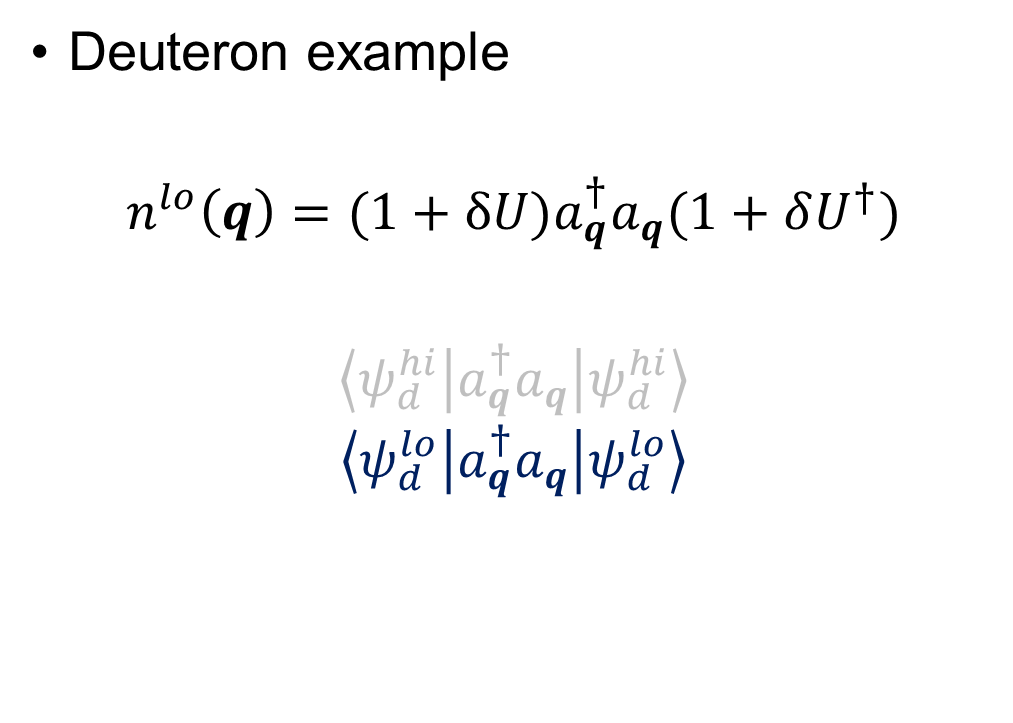 • Deuteron example
n^{lo}(𝒒) = (1 + δU)a_𝒒^† a_𝒒(1 + δU^†)
⟨ψ_d^{hi}|a_𝒒^† a_𝒒|ψ_d^{hi}⟩
⟨ψ_d^{lo}|a_𝒒^† a_𝒒|ψ_d^{lo}⟩